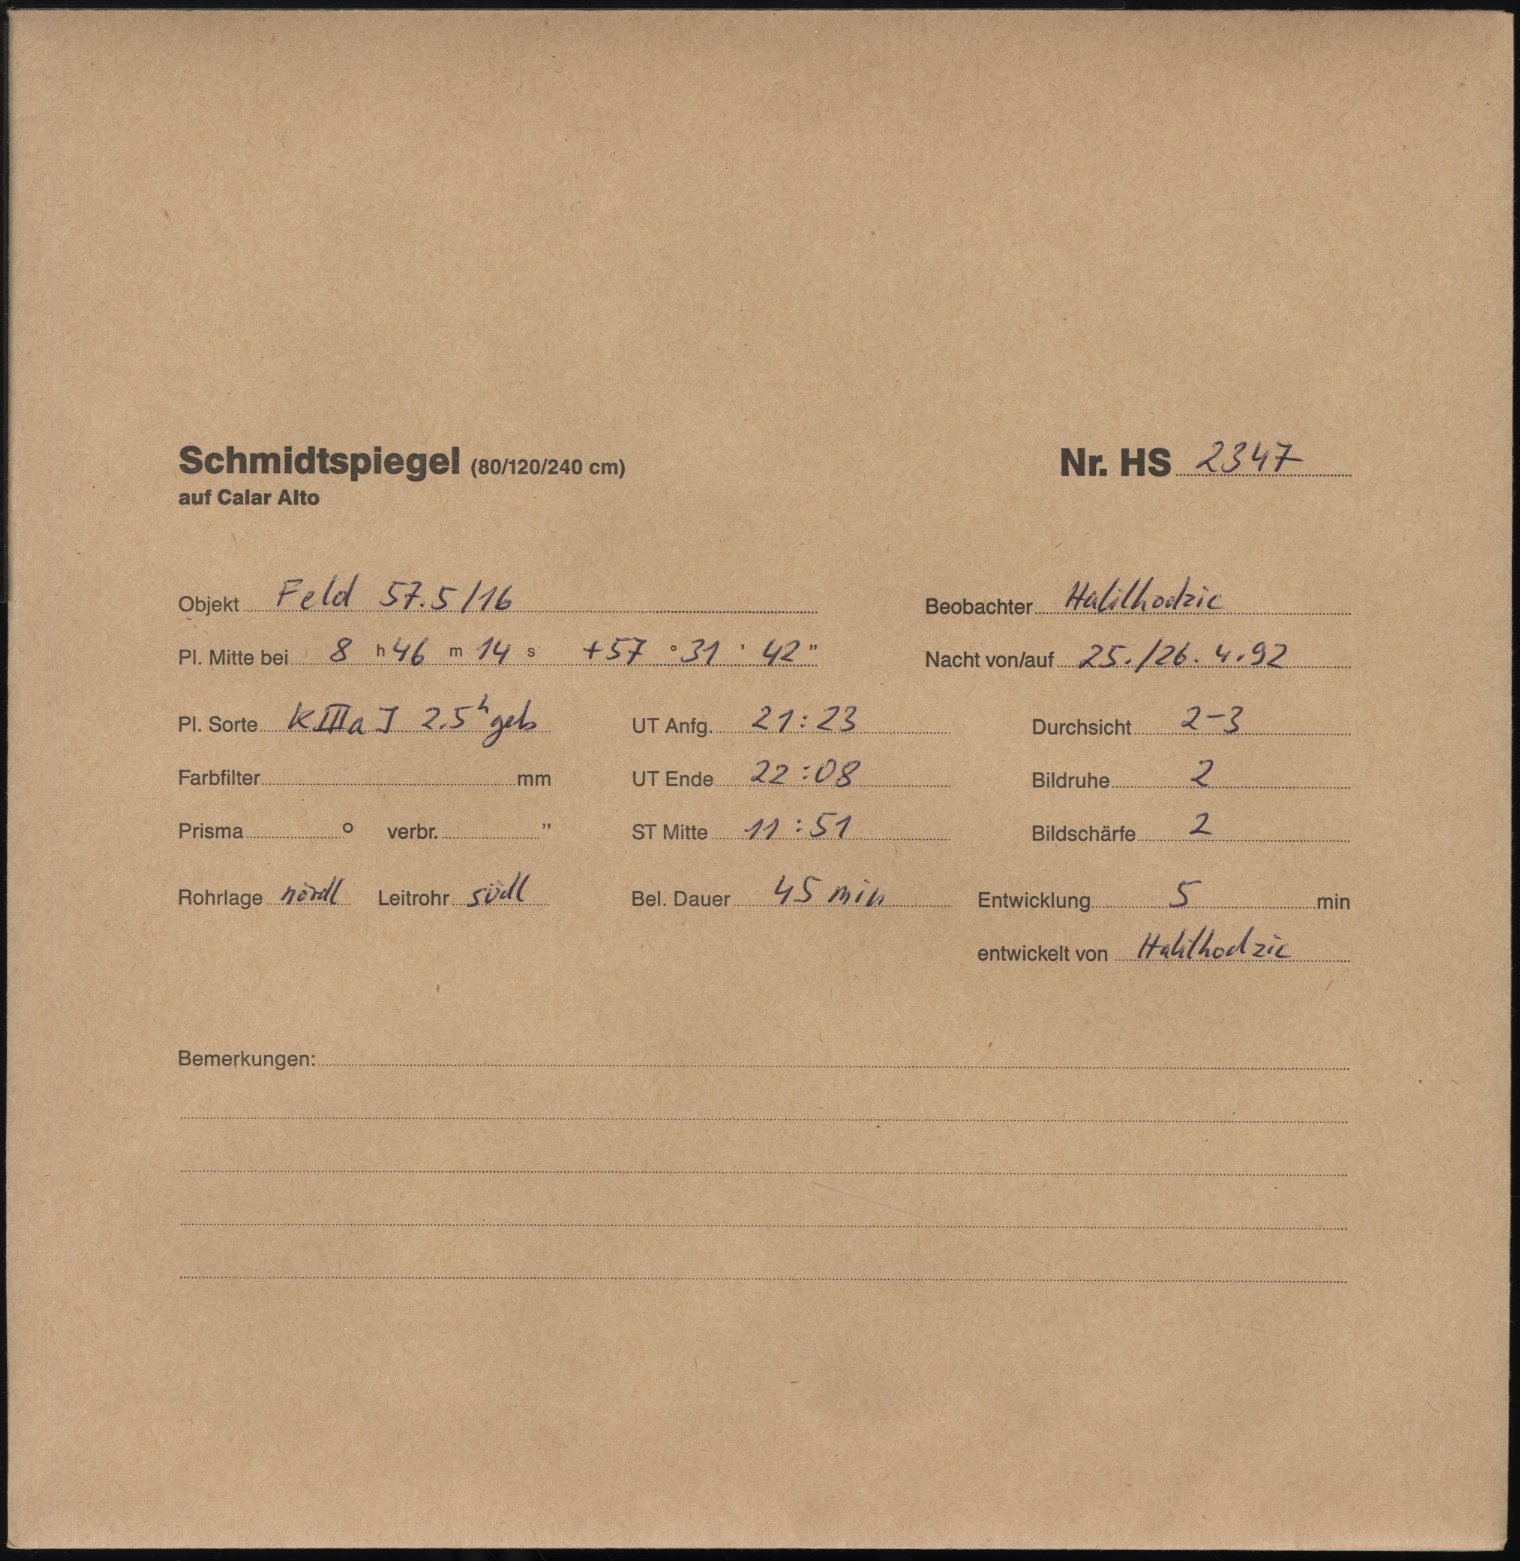 Schmidtspiegel (80/120/240 cm) Nr. HS 2347
auf Calar Alto
Objekt Feld 57.5/16 Beobachter Halilhodzic
Pl. Mitte bei 8 h 46 m 14 s +57 ° 31 ' 42 " Nacht von/auf 25./26. 4.92
Pl. Sorte KIIIa J 2.5h geb UT Anfg. 21:23 Durchsicht 2-3
Farbfilter mm UT Ende 22:08 Bildruhe 2
Prisma ° verbr. " ST Mitte 11:51 Bildschärfe 2
Rohrlage nördl Leitrohr südl Bel. Dauer 45 min Entwicklung 5 min
entwickelt von Halilhodzic
Bemerkungen: